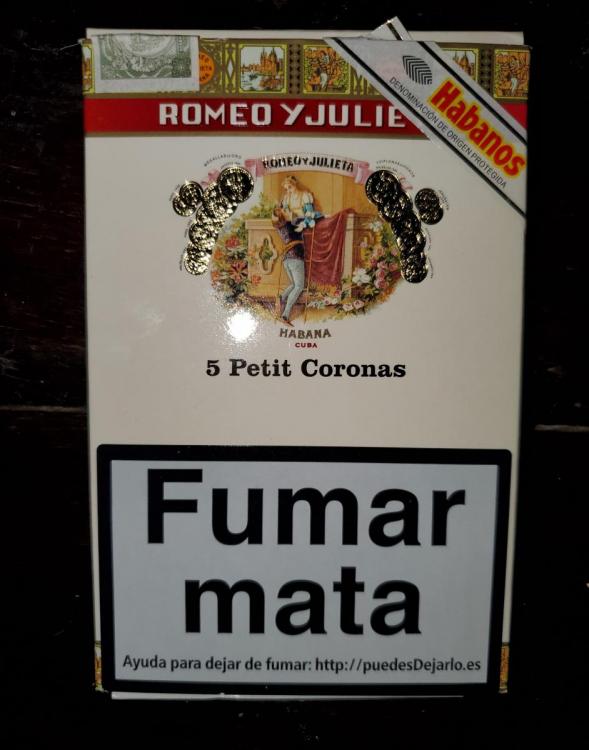 ROMEO Y JULIE
Habanos
DENOMINACIÓN DE ORIGEN PROTEGIDA
ROMEO Y JULIETA
HABANA
CUBA
5 Petit Coronas
Fumar
mata
Ayuda para dejar de fumar: http://puedesDejarlo.es